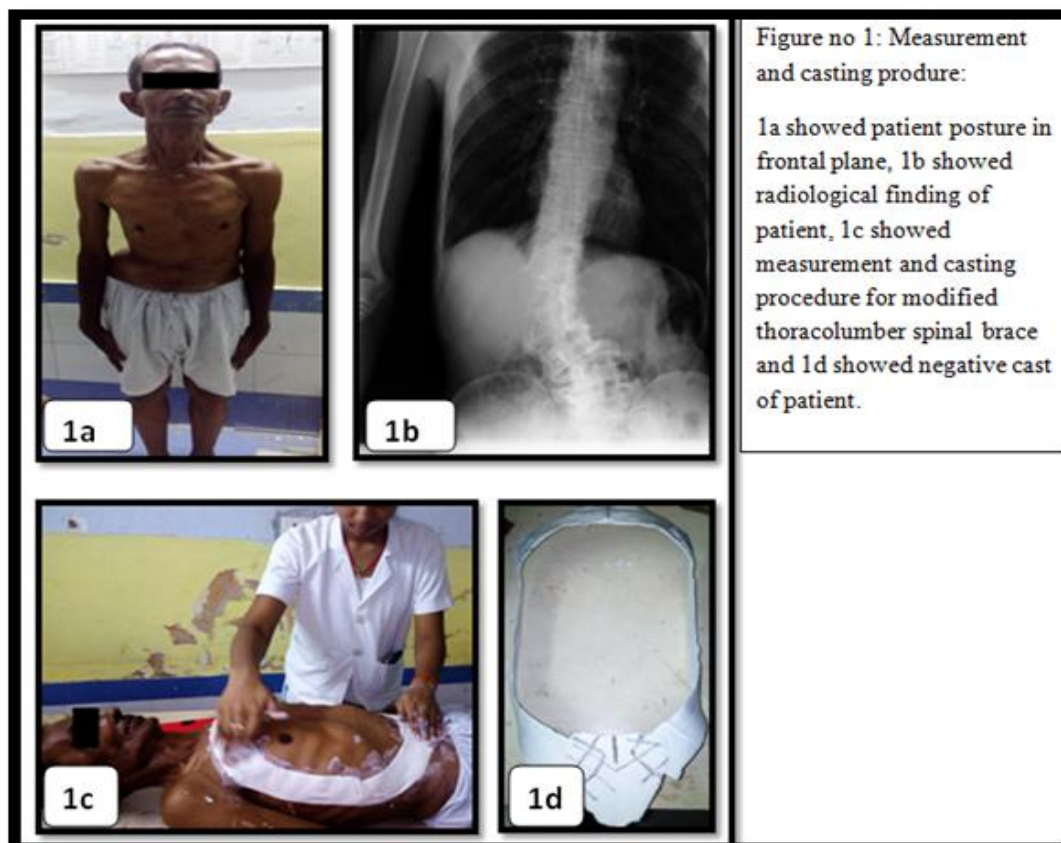 Figure no 1: Measurement
and casting produre:
1a showed patient posture in
frontal plane, 1b showed
radiological finding of
patient, 1c showed
measurement and casting
procedure for modified
thoracolumber spinal brace
and 1d showed negative cast
of patient.
1a
1b
1c
1d